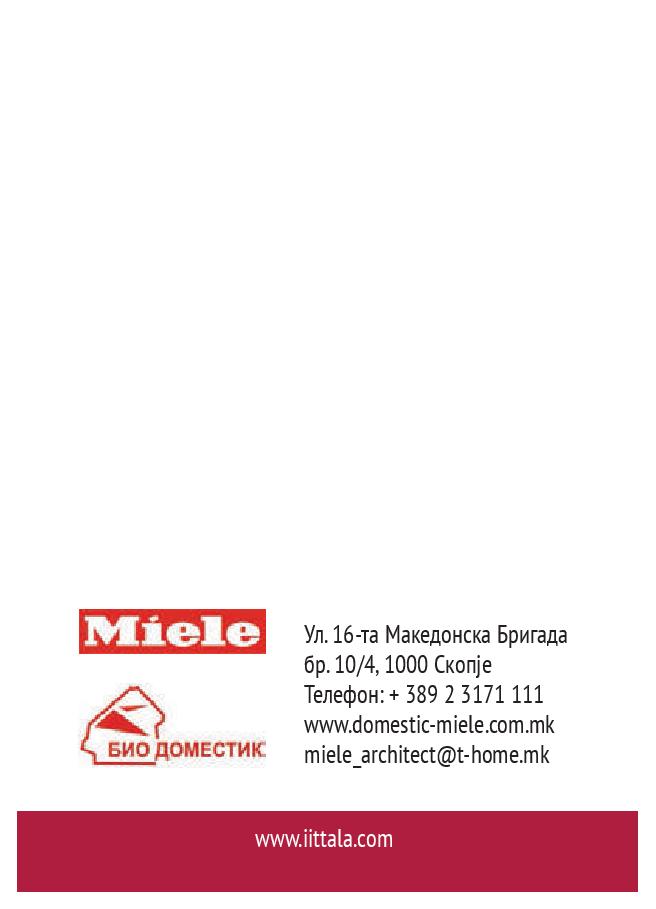 Miele
БИО ДОМЕСТИК
Ул. 16-та Македонска Бригада
бр. 10/4, 1000 Скопје
Телефон: + 389 2 3171 111
www.domestic-miele.com.mk
miele_architect@t-home.mk
www.iittala.com